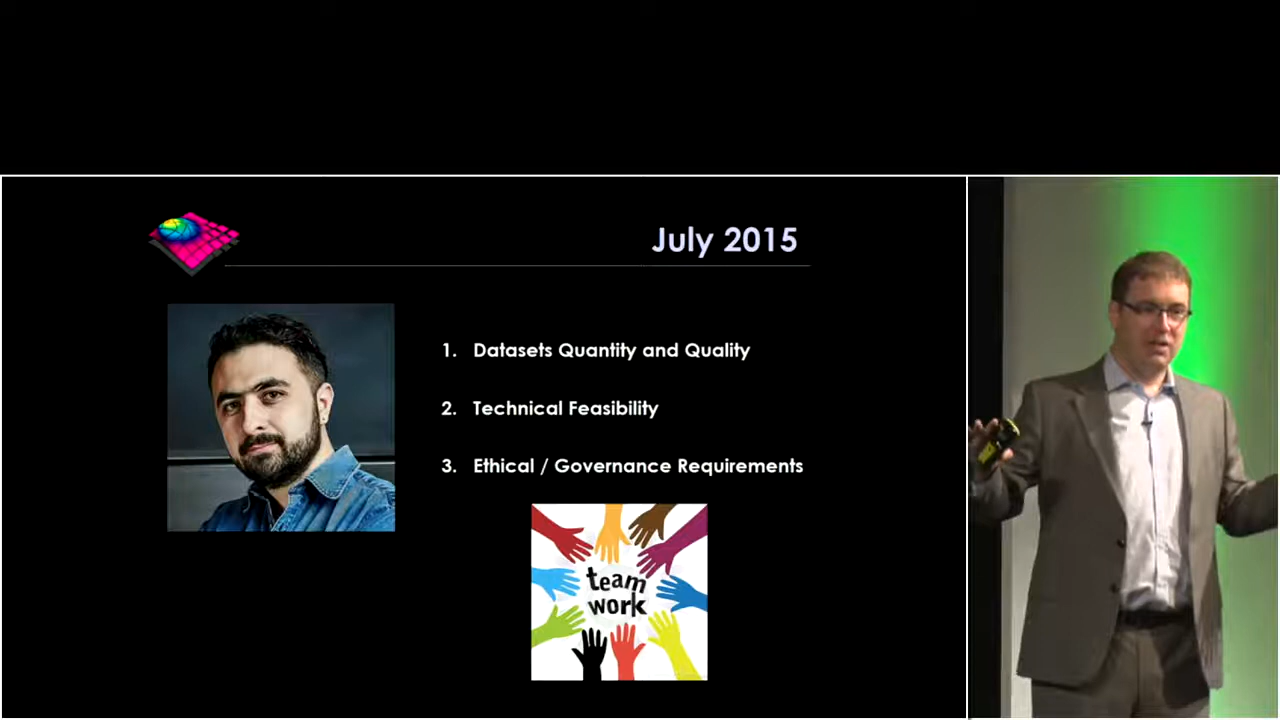 July 2015
1. Datasets Quantity and Quality
2. Technical Feasibility
3. Ethical / Governance Requirements
team
work